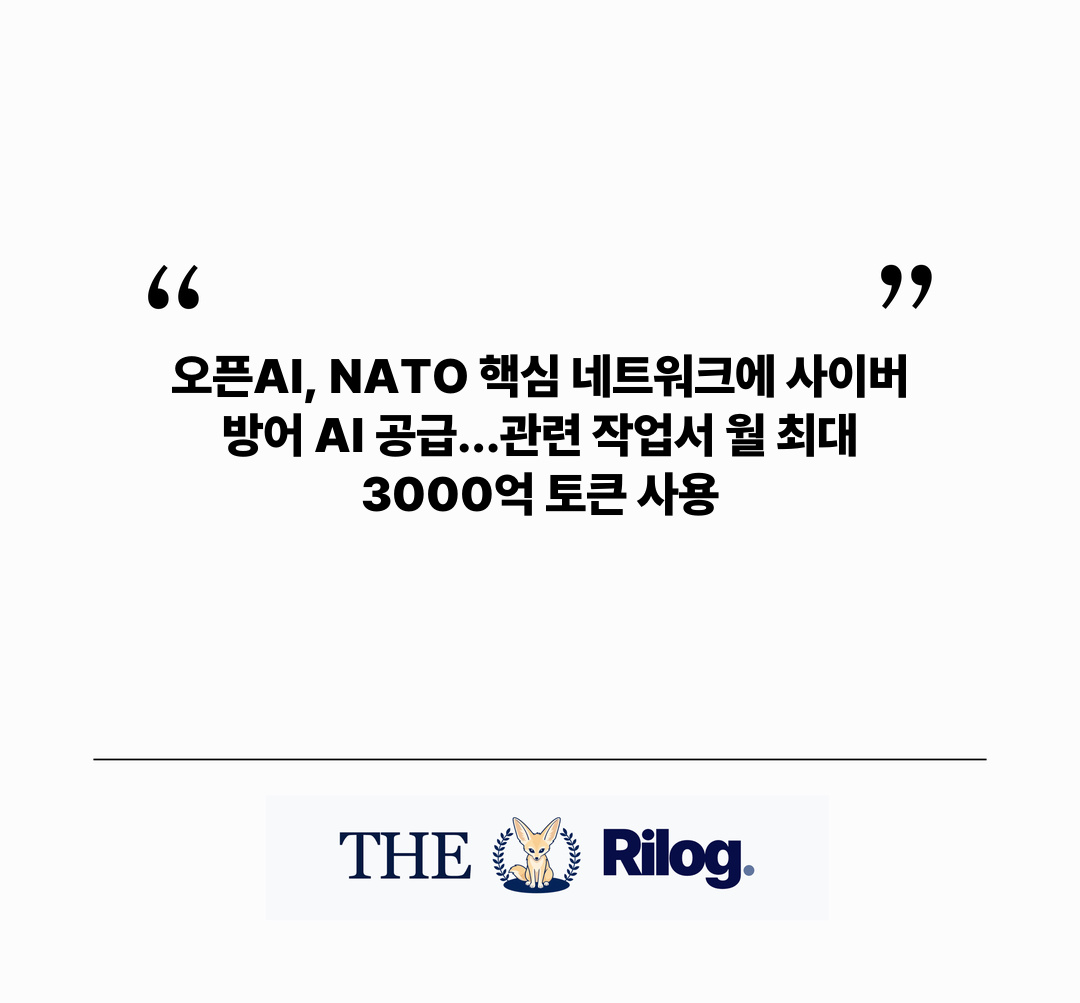 “ ”
오픈AI, NATO 핵심 네트워크에 사이버
방어 AI 공급...관련 작업서 월 최대
3000억 토큰 사용
THE Rilog.